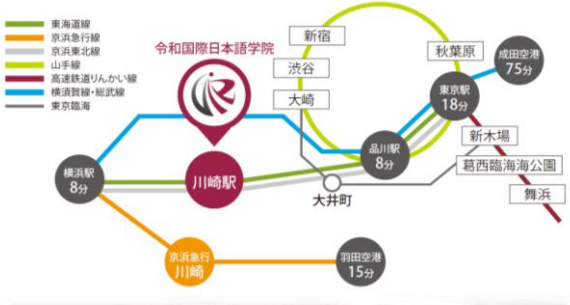 東海道線
京浜急行線
京浜東北線
山手線
高速鉄道りんかい線
横須賀線・総武線
東京臨海
令和国際日本語学院
新宿
渋谷
大崎
秋葉原
成田空港
75分
東京駅
18分
新木場
葛西臨海海公園
舞浜
品川駅
8分
大井町
横浜駅
8分
川崎駅
京浜急行
川崎
羽田空港
15分